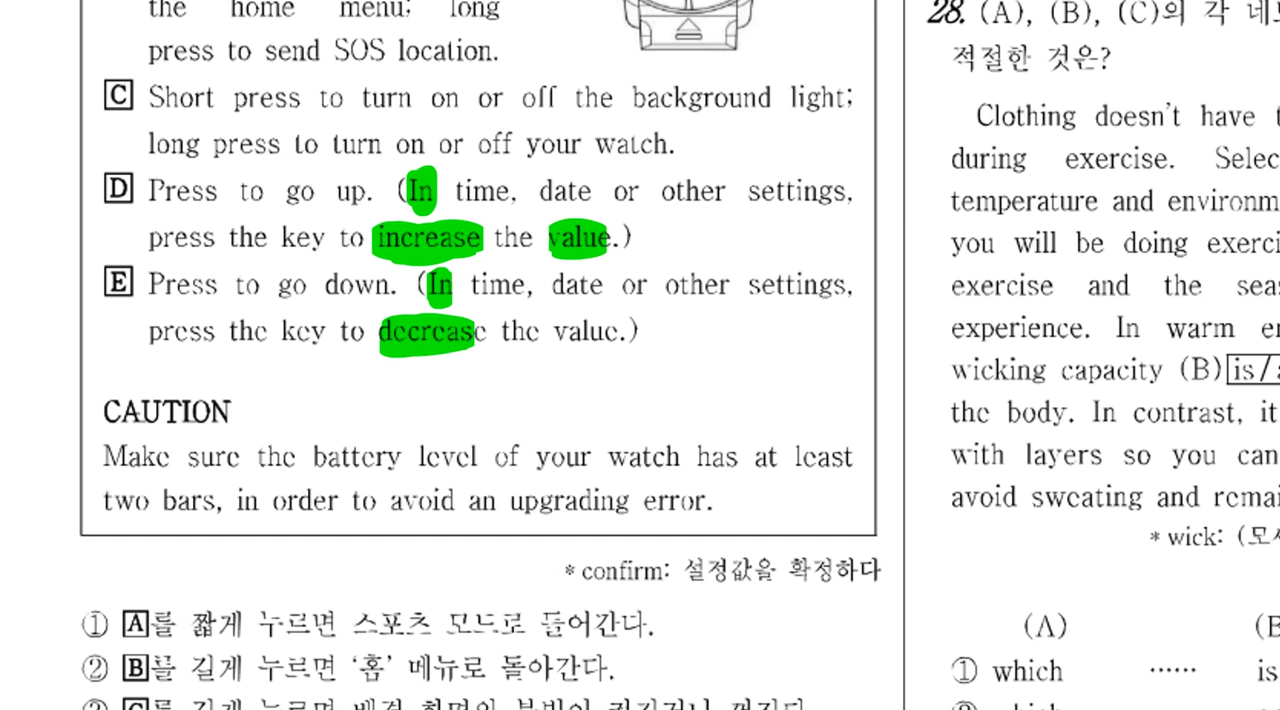 the home menu; long
press to send SOS location.
C Short press to turn on or off the background light;
long press to turn on or off your watch.
D Press to go up. (In time, date or other settings,
press the key to increase the value.)
E Press to go down. (In time, date or other settings,
press the key to decrease the value.)
CAUTION
Make sure the battery level of your watch has at least
two bars, in order to avoid an upgrading error.
* confirm: 설정값을 확정하다
① A를 짧게 누르면 스포츠 모드로 들어간다.
② B를 길게 누르면 ‘홈’ 메뉴로 돌아간다.
28. (A), (B), (C)의 각 네
적절한 것은?
Clothing doesn't have
during exercise. Selec
temperature and environm
you will be doing exerci
exercise and the seas
experience. In warm en
wicking capacity (B) is /
the body. In contrast, it
with layers so you can
avoid sweating and remai
* wick: (모
(A) (B
① which ······ is